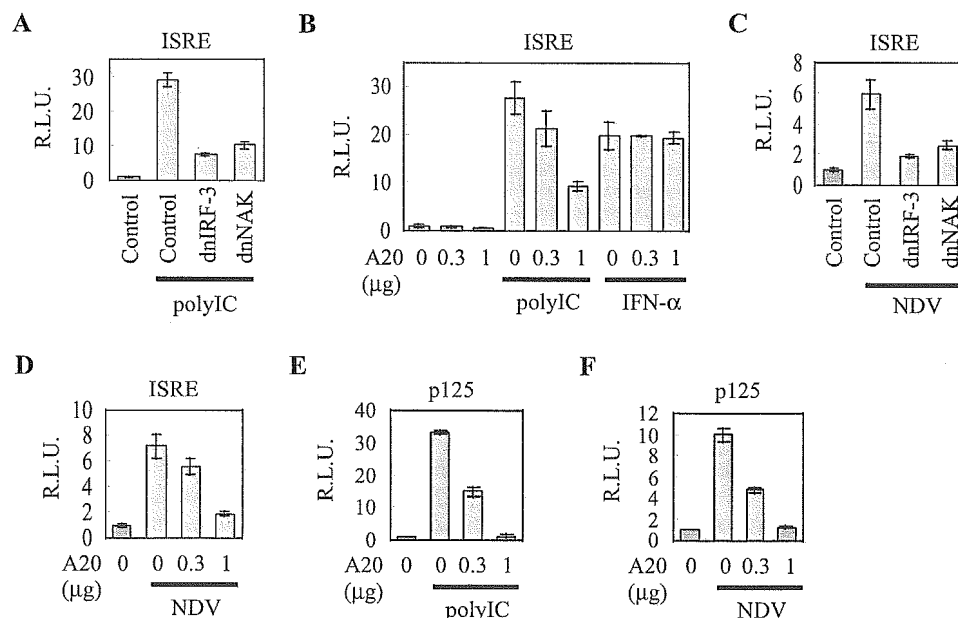 A
ISRE
R.L.U.
30
20
10
0
Control
Control
dnIRF-3
dnNAK
polyIC
B
ISRE
R.L.U.
40
30
20
10
0
A20 0 0.3 1 0 0.3 1 0 0.3 1
(μg)
polyIC IFN-α
C
ISRE
R.L.U.
8
6
4
2
0
Control
Control
dnIRF-3
dnNAK
NDV
D
ISRE
R.L.U.
8
6
4
2
0
A20 0 0 0.3 1
(μg)
NDV
E
p125
R.L.U.
40
30
20
10
0
A20 0 0 0.3 1
(μg)
polyIC
F
p125
R.L.U.
12
10
8
6
4
2
0
A20 0 0 0.3 1
(μg)
NDV